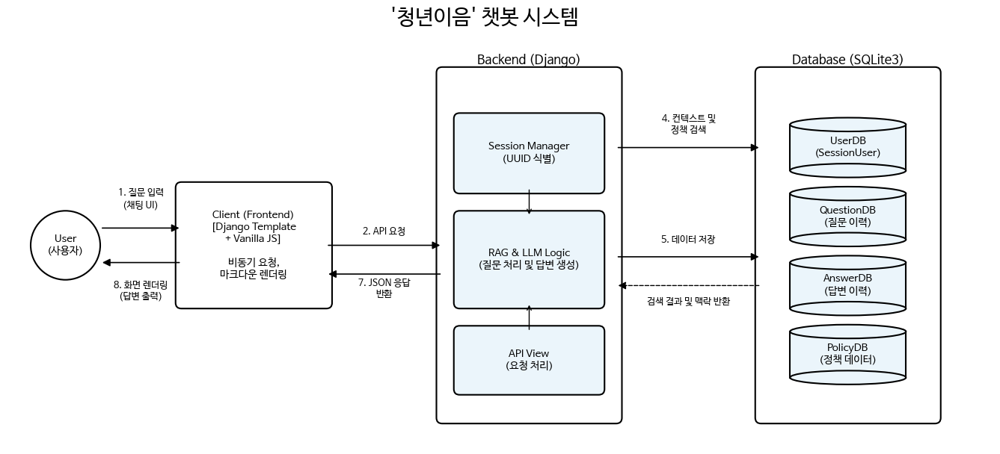 '청년이음' 챗봇 시스템
Backend (Django)
Database (SQLite3)
1. 질문 입력
(채팅 UI)
User
(사용자)
8. 화면 렌더링
(답변 출력)
Client (Frontend)
[Django Template
+ Vanilla JS]
비동기 요청,
마크다운 렌더링
2. API 요청
7. JSON 응답
반환
Session Manager
(UUID 식별)
RAG & LLM Logic
(질문 처리 및 답변 생성)
API View
(요청 처리)
4. 컨텍스트 및
정책 검색
5. 데이터 저장
검색 결과 및 맥락 반환
UserDB
(SessionUser)
QuestionDB
(질문 이력)
AnswerDB
(답변 이력)
PolicyDB
(정책 데이터)